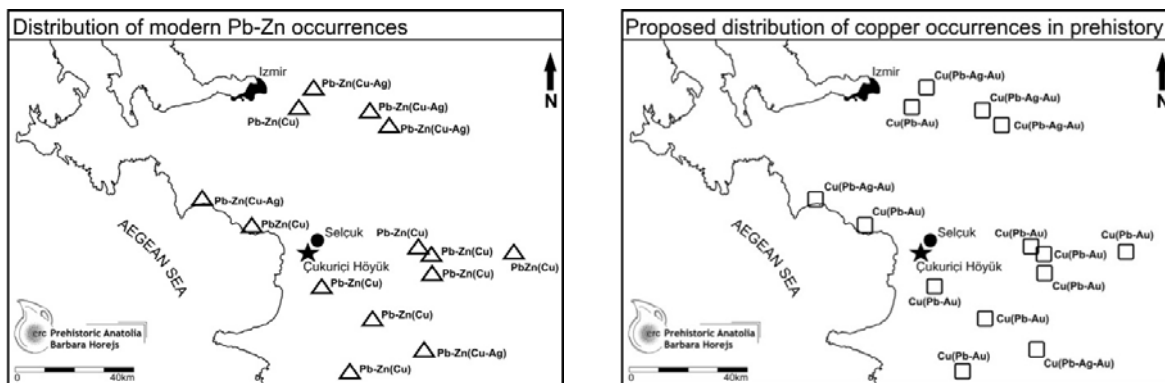 Distribution of modern Pb-Zn occurrences
Izmir
Pb-Zn(Cu-Ag)
Pb-Zn(Cu)
Pb-Zn(Cu-Ag)
Pb-Zn(Cu-Ag)
N
Pb-Zn(Cu-Ag)
PbZn(Cu)
Selçuk
Çukuriçi Höyük
Pb-Zn(Cu)
Pb-Zn(Cu)
PbZn(Cu)
Pb-Zn(Cu)
Pb-Zn(Cu)
Pb-Zn(Cu)
Pb-Zn(Cu-Ag)
Pb-Zn(Cu)
AEGEAN SEA
erc Prehistoric Anatolia
Barbara Horejs
0 40km
Proposed distribution of copper occurrences in prehistory
Izmir
Cu(Pb-Ag-Au)
Cu(Pb-Au)
Cu(Pb-Ag-Au)
Cu(Pb-Ag-Au)
N
Cu(Pb-Ag-Au)
Cu(Pb-Au)
Selçuk
Çukuriçi Höyük
Cu(Pb-Au)
Cu(Pb-Au)
Cu(Pb-Au)
Cu(Pb-Au)
Cu(Pb-Au)
Cu(Pb-Au)
Cu(Pb-Ag-Au)
Cu(Pb-Au)
AEGEAN SEA
erc Prehistoric Anatolia
Barbara Horejs
0 40km